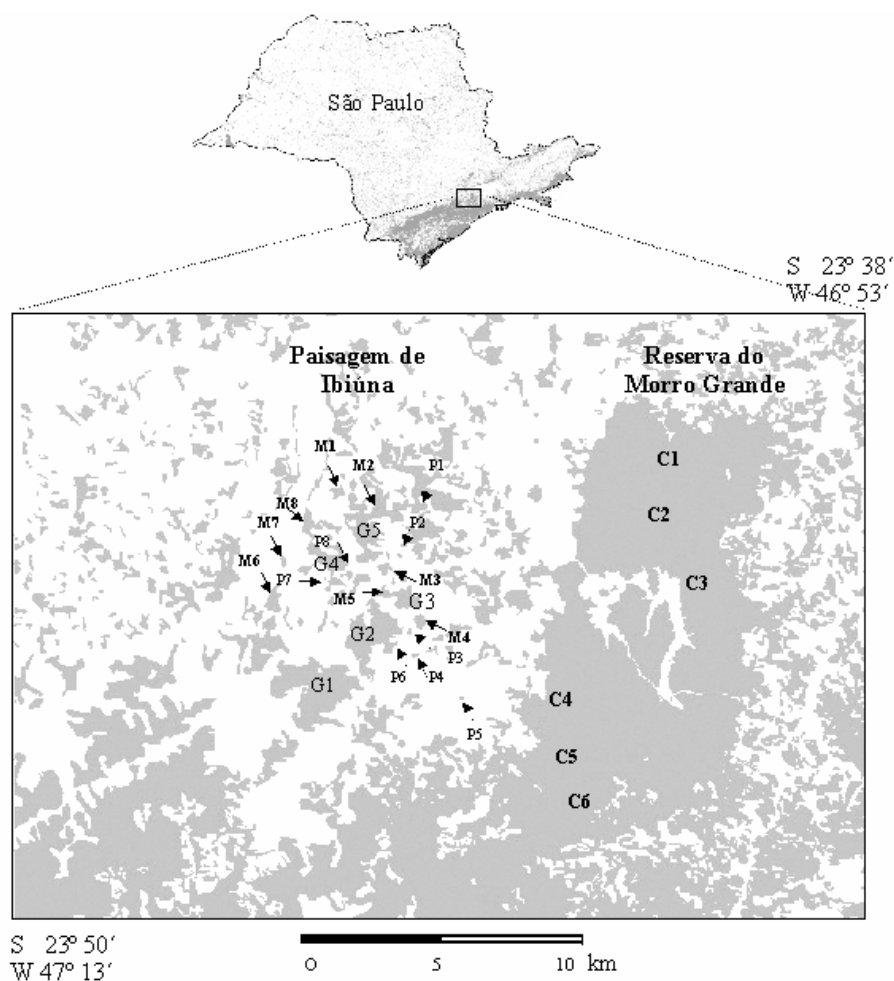 São Paulo
S 23º 38′
W 46º 53′
Paisagem de
Ibiúna
Reserva do
Morro Grande
M1
M2
P1
C1
M8
G5
P2
C2
M7
P8
G4
M6
P7
M3
M5
G3
C3
G2
M4
P3
P6
P4
G1
C4
P5
C5
C6
S 23º 50′
W 47º 13′
0 5 10 km